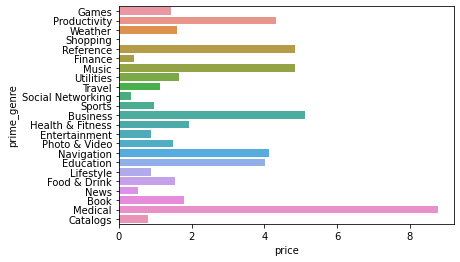 Games
Productivity
Weather
Shopping
Reference
Finance
Music
Utilities
Travel
Social Networking
Sports
Business
Health & Fitness
Entertainment
Photo & Video
Navigation
Education
Lifestyle
Food & Drink
News
Book
Medical
Catalogs
prime_genre
0 2 4 6 8
price